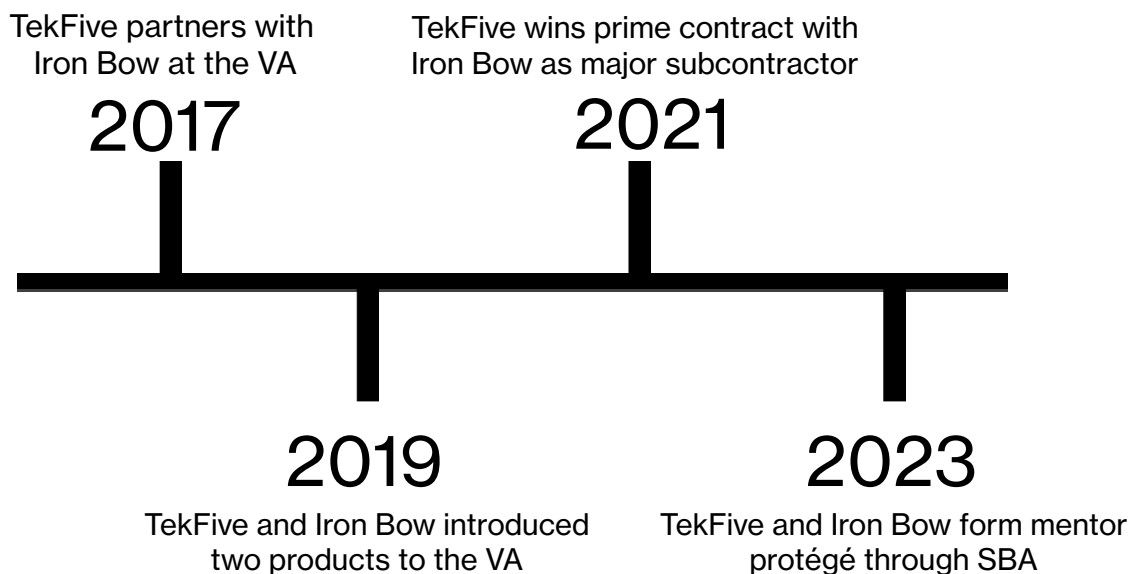 TekFive partners with
Iron Bow at the VA
2017
TekFive wins prime contract with
Iron Bow as major subcontractor
2021
2019
TekFive and Iron Bow introduced
two products to the VA
2023
TekFive and Iron Bow form mentor
protégé through SBA